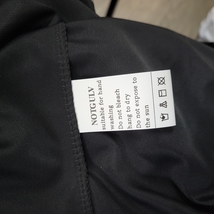 NOTGULV
suitable for hand
washing
Do not bleach
hang to dry
Do not expose to
the sun